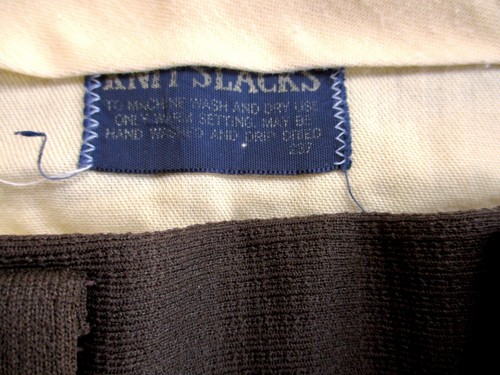 KNIT SLACKS
TO MACHINE WASH AND DRY USE
ONLY WARM SETTING. MAY BE
HAND WASHED AND DRIP DRIED
237